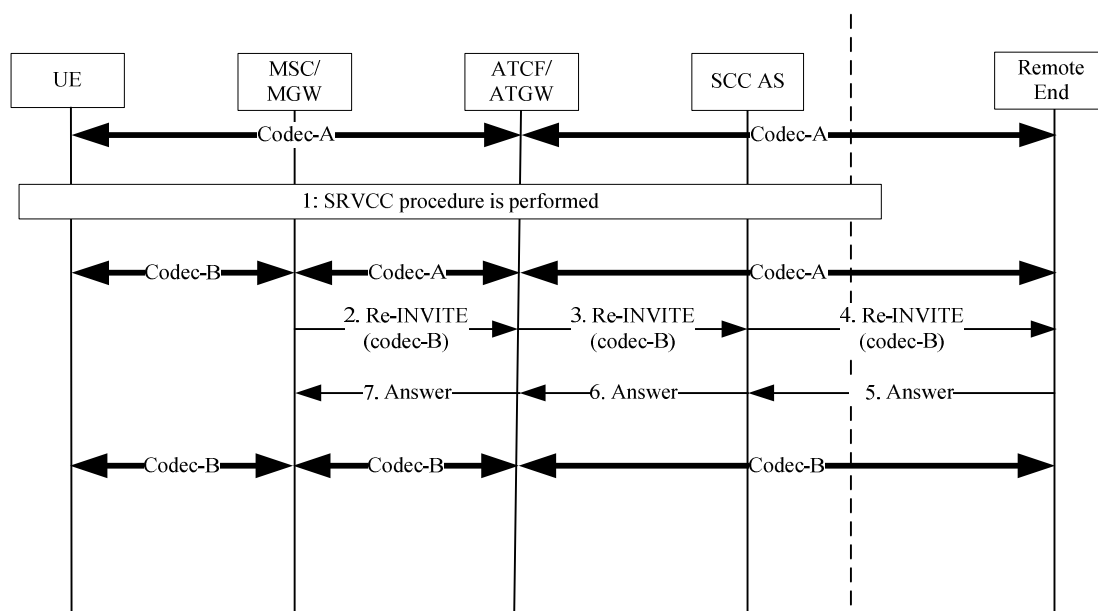 UE
MSC/
MGW
ATCF/
ATGW
SCC AS
Remote
End
Codec-A
Codec-A
1: SRVCC procedure is performed
Codec-B
Codec-A
Codec-A
2. Re-INVITE
(codec-B)
3. Re-INVITE
(codec-B)
4. Re-INVITE
(codec-B)
7. Answer
6. Answer
5. Answer
Codec-B
Codec-B
Codec-B